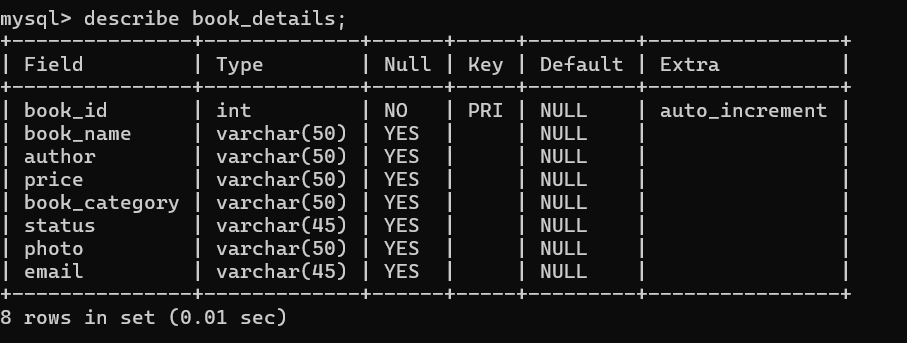 mysql> describe book_details;
+---------------+-------------+------+-----+---------+----------------+
| Field         | Type        | Null | Key | Default | Extra          |
+---------------+-------------+------+-----+---------+----------------+
| book_id       | int         | NO   | PRI | NULL    | auto_increment |
| book_name     | varchar(50) | YES  |     | NULL    |                |
| author        | varchar(50) | YES  |     | NULL    |                |
| price         | varchar(50) | YES  |     | NULL    |                |
| book_category | varchar(50) | YES  |     | NULL    |                |
| status        | varchar(45) | YES  |     | NULL    |                |
| photo         | varchar(50) | YES  |     | NULL    |                |
| email         | varchar(45) | YES  |     | NULL    |                |
+---------------+-------------+------+-----+---------+----------------+
8 rows in set (0.01 sec)